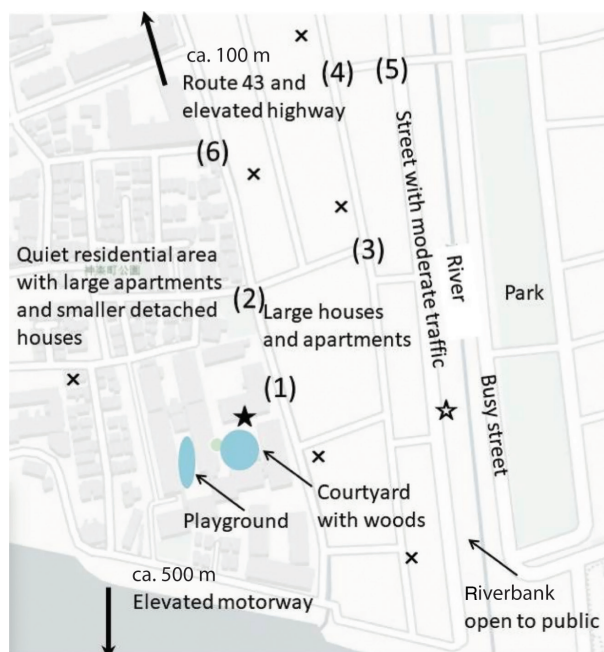 ca. 100 m
Route 43 and
elevated highway
(4)
(5)
(6)
Street with moderate traffic
(3)
Quiet residential area
with large apartments
and smaller detached
houses
(2)
Large houses
and apartments
River
Park
(1)
Busy street
Playground
Courtyard
with woods
ca. 500 m
Elevated motorway
Riverbank
open to public